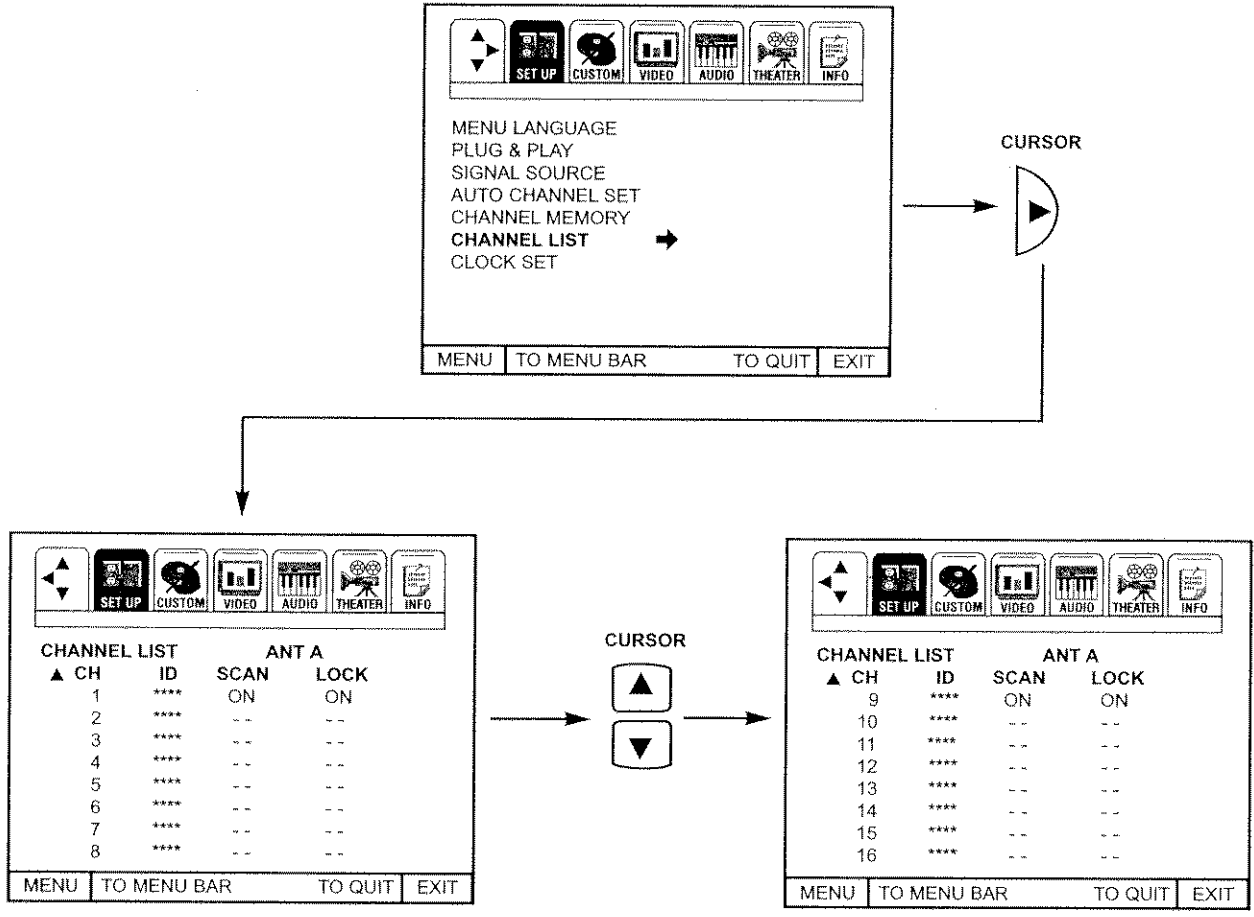 SET UP CUSTOM VIDEO AUDIO THEATER INFO
MENU LANGUAGE
PLUG & PLAY
SIGNAL SOURCE
AUTO CHANNEL SET
CHANNEL MEMORY
CHANNEL LIST
CLOCK SET
MENU TO MENU BAR TO QUIT EXIT
CURSOR
SET UP CUSTOM VIDEO AUDIO THEATER INFO
CHANNEL LIST ANT A
▲ CH ID SCAN LOCK
1 **** ON ON
2 **** -- --
3 **** -- --
4 **** -- --
5 **** -- --
6 **** -- --
7 **** -- --
8 **** -- --
MENU TO MENU BAR TO QUIT EXIT
CURSOR
SET UP CUSTOM VIDEO AUDIO THEATER INFO
CHANNEL LIST ANT A
▲ CH ID SCAN LOCK
9 **** ON ON
10 **** -- --
11 **** -- --
12 **** -- --
13 **** -- --
14 **** -- --
15 **** -- --
16 **** -- --
MENU TO MENU BAR TO QUIT EXIT